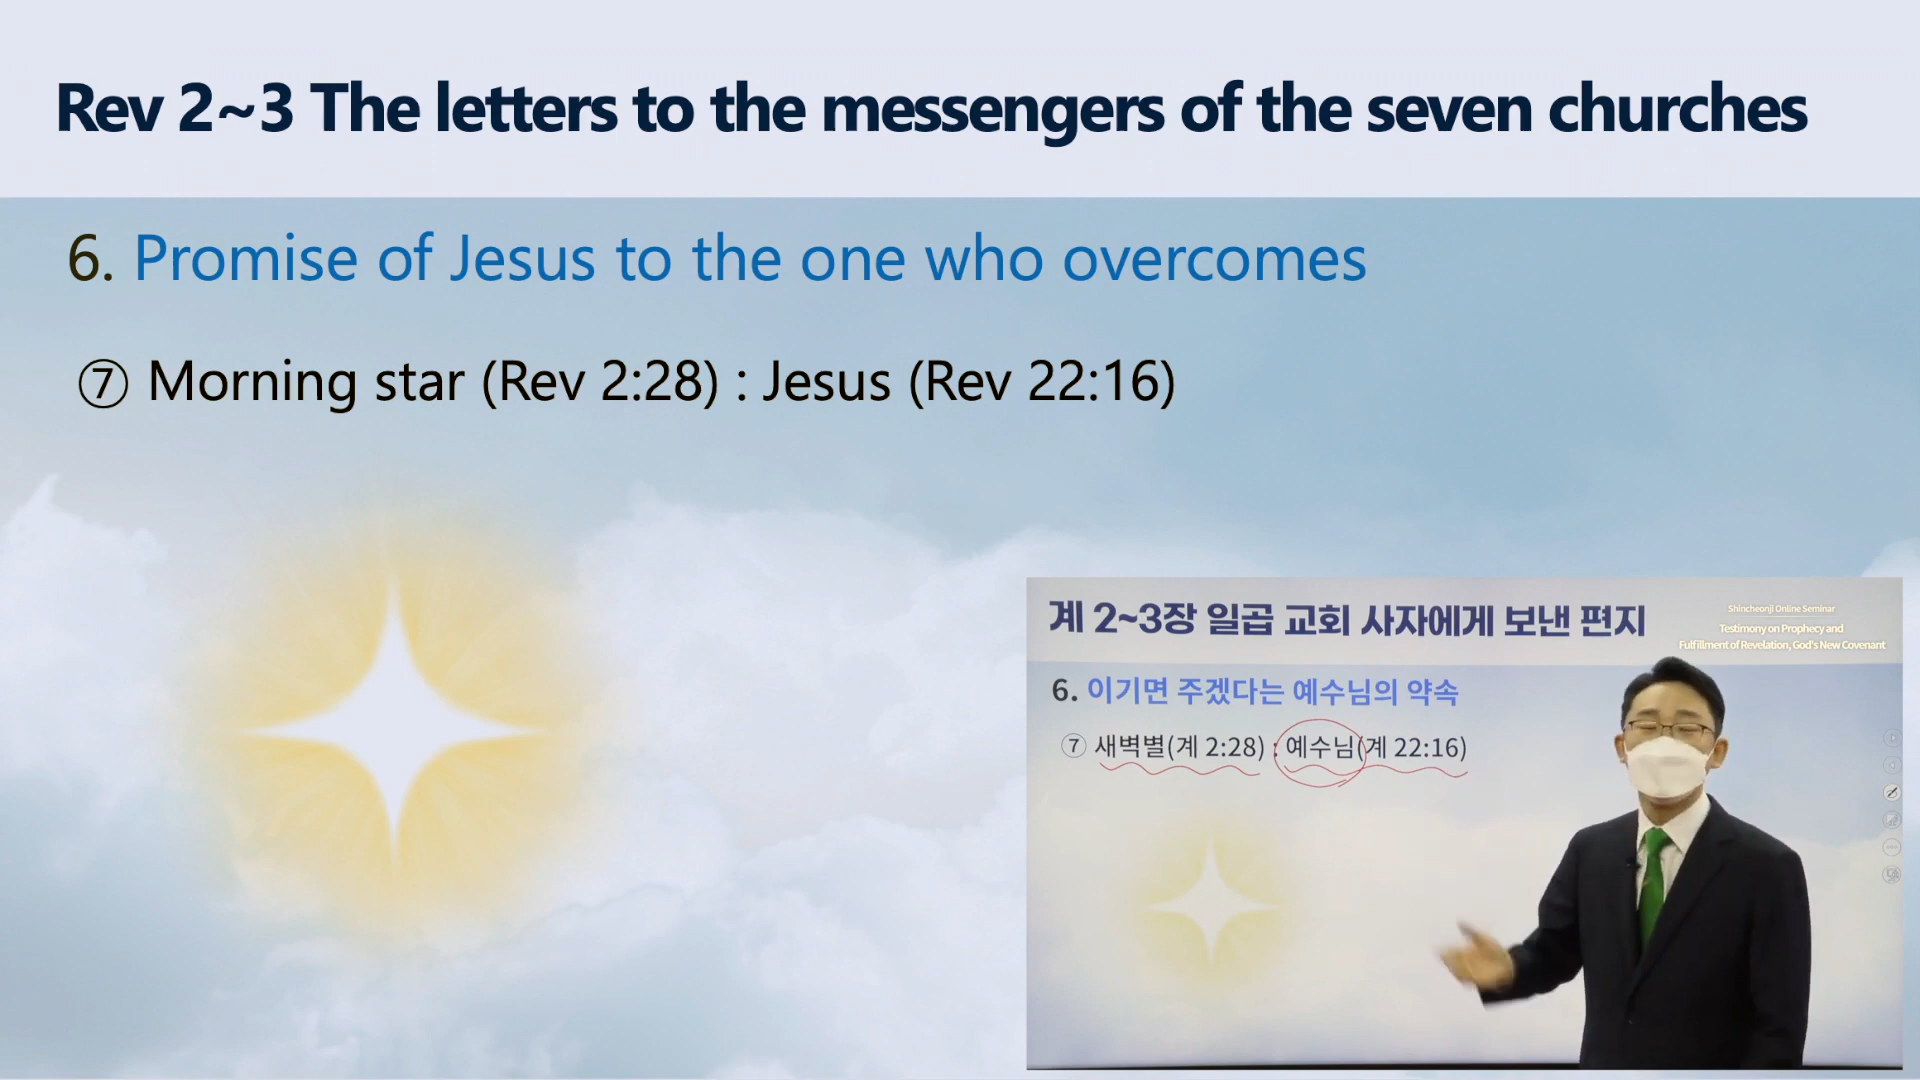 Rev 2~3 The letters to the messengers of the seven churches
6. Promise of Jesus to the one who overcomes
⑦ Morning star (Rev 2:28) : Jesus (Rev 22:16)
계 2~3장 일곱 교회 사자에게 보낸 편지
Shincheonji Online Seminar
Testimony on Prophecy and
Fulfillment of Revelation, God's New Covenant
6. 이기면 주겠다는 예수님의 약속
⑦ 새벽별(계 2:28) : 예수님(계 22:16)